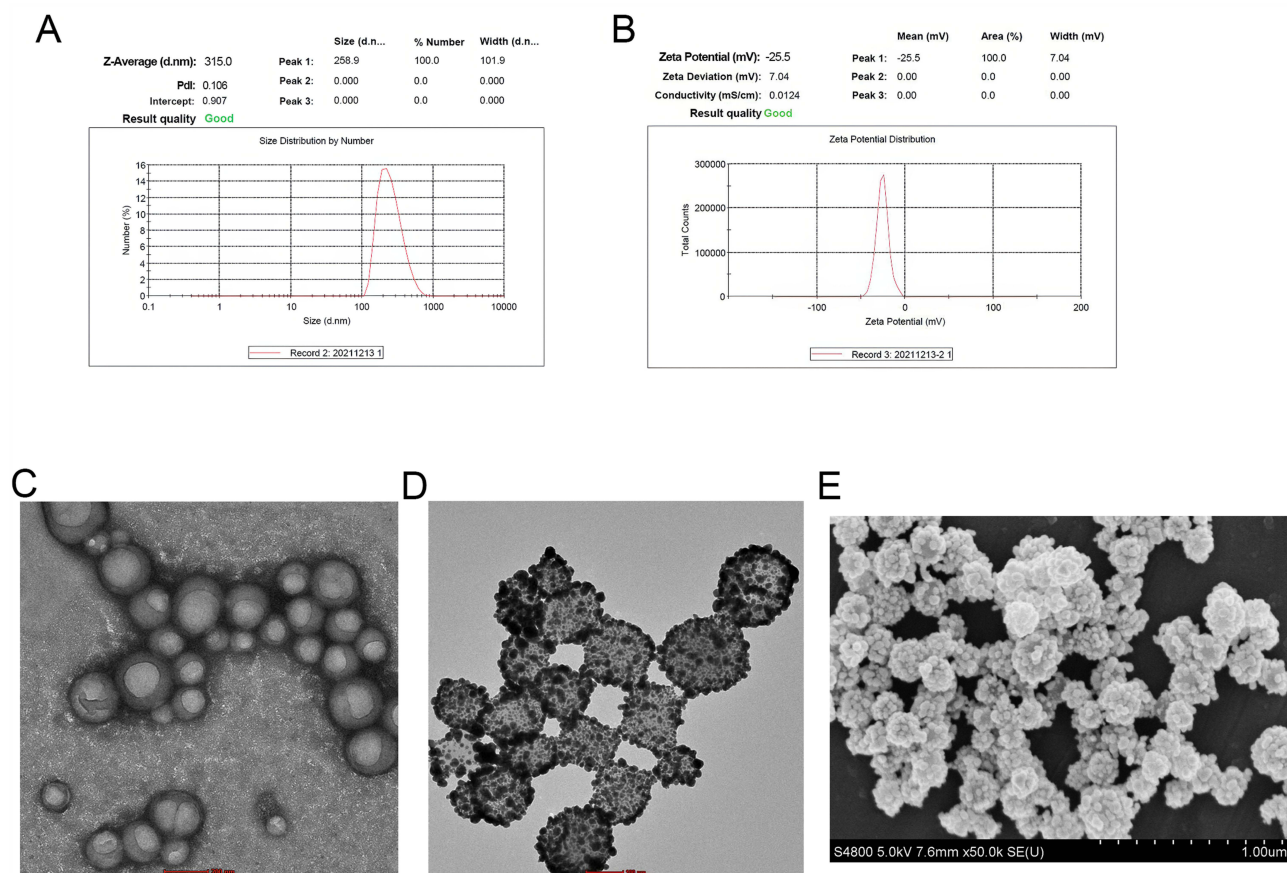 A
Size (d.n... % Number Width (d.n...
Z-Average (d.nm): 315.0 Peak 1: 258.9 100.0 101.9
PdI: 0.106 Peak 2: 0.000 0.0 0.000
Intercept: 0.907 Peak 3: 0.000 0.0 0.000
Result quality Good
Size Distribution by Number
16
14
12
10
8
6
4
2
0
Number (%)
0.1 1 10 100 1000 10000
Size (d.nm)
Record 2: 20211213 1
B
Mean (mV) Area (%) Width (mV)
Zeta Potential (mV): -25.5 Peak 1: -25.5 100.0 7.04
Zeta Deviation (mV): 7.04 Peak 2: 0.00 0.0 0.00
Conductivity (mS/cm): 0.0124 Peak 3: 0.00 0.0 0.00
Result quality Good
Zeta Potential Distribution
300000
200000
100000
0
Total Counts
-100 0 100 200
Zeta Potential (mV)
Record 3: 20211213-2 1
C
D
E
S4800 5.0kV 7.6mm x50.0k SE(U) 1.00um